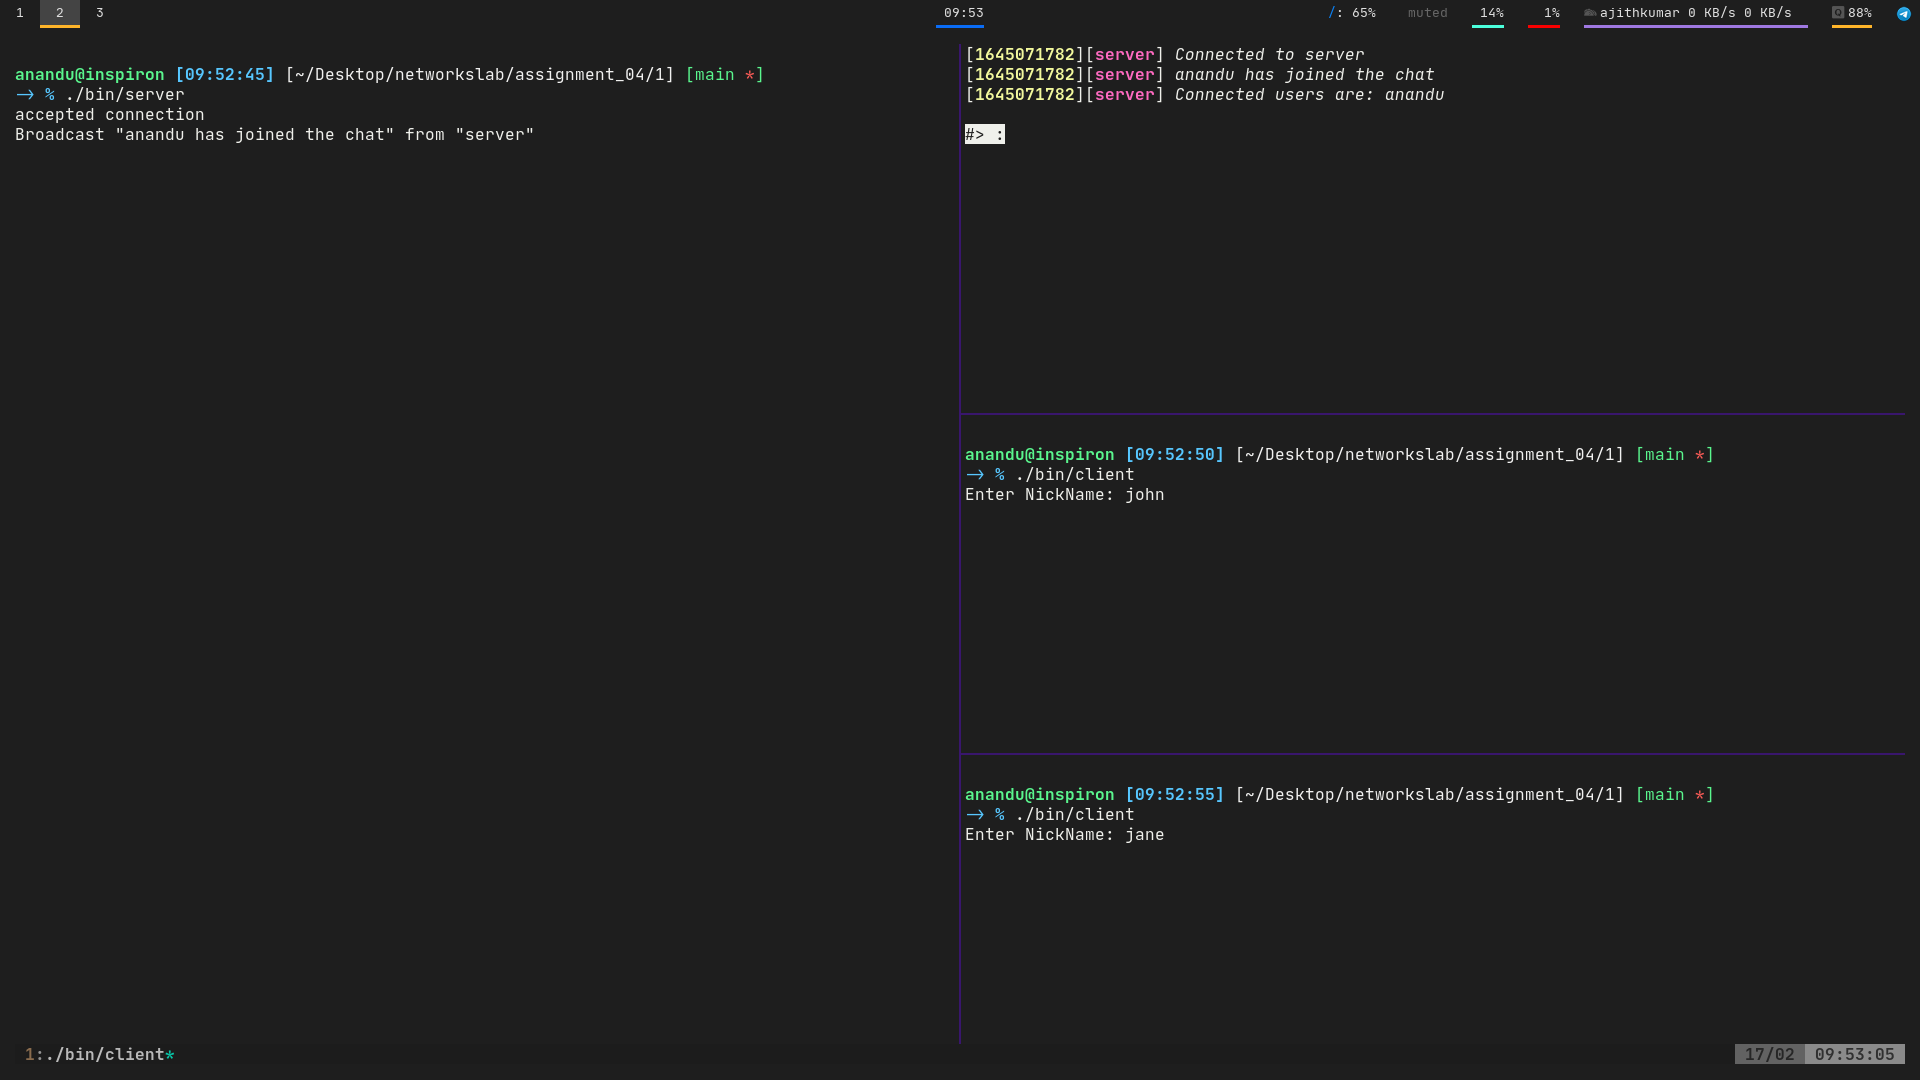 1 2 3 09:53 /: 65% muted 14% 1% ajithkumar 0 KB/s 0 KB/s 88%
anandu@inspiron [09:52:45] [~/Desktop/networkslab/assignment_04/1] [main *]
→ % ./bin/server
accepted connection
Broadcast "anandu has joined the chat" from "server"
[1645071782][server] Connected to server
[1645071782][server] anandu has joined the chat
[1645071782][server] Connected users are: anandu
#> :
anandu@inspiron [09:52:50] [~/Desktop/networkslab/assignment_04/1] [main *]
→ % ./bin/client
Enter NickName: john
anandu@inspiron [09:52:55] [~/Desktop/networkslab/assignment_04/1] [main *]
→ % ./bin/client
Enter NickName: jane
1:./bin/client* 17/02 09:53:05